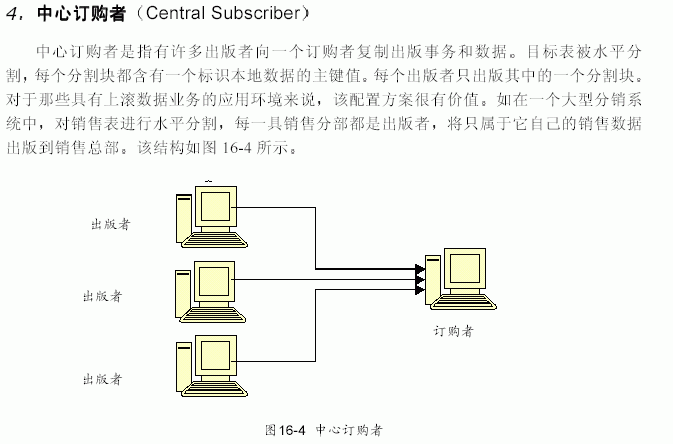 4．中心订购者（Central Subscriber）
中心订购者是指有许多出版者向一个订购者复制出版事务和数据。目标表被水平分
割，每个分割块都含有一个标识本地数据的主键值。每个出版者只出版其中的一个分割块。
对于那些具有上滚数据业务的应用环境来说，该配置方案很有价值。如在一个大型分销系
统中，对销售表进行水平分割，每一具销售分部都是出版者，将只属于它自己的销售数据
出版到销售总部。该结构如图 16-4 所示。
出版者
出版者
订购者
出版者
图16-4 中心订购者